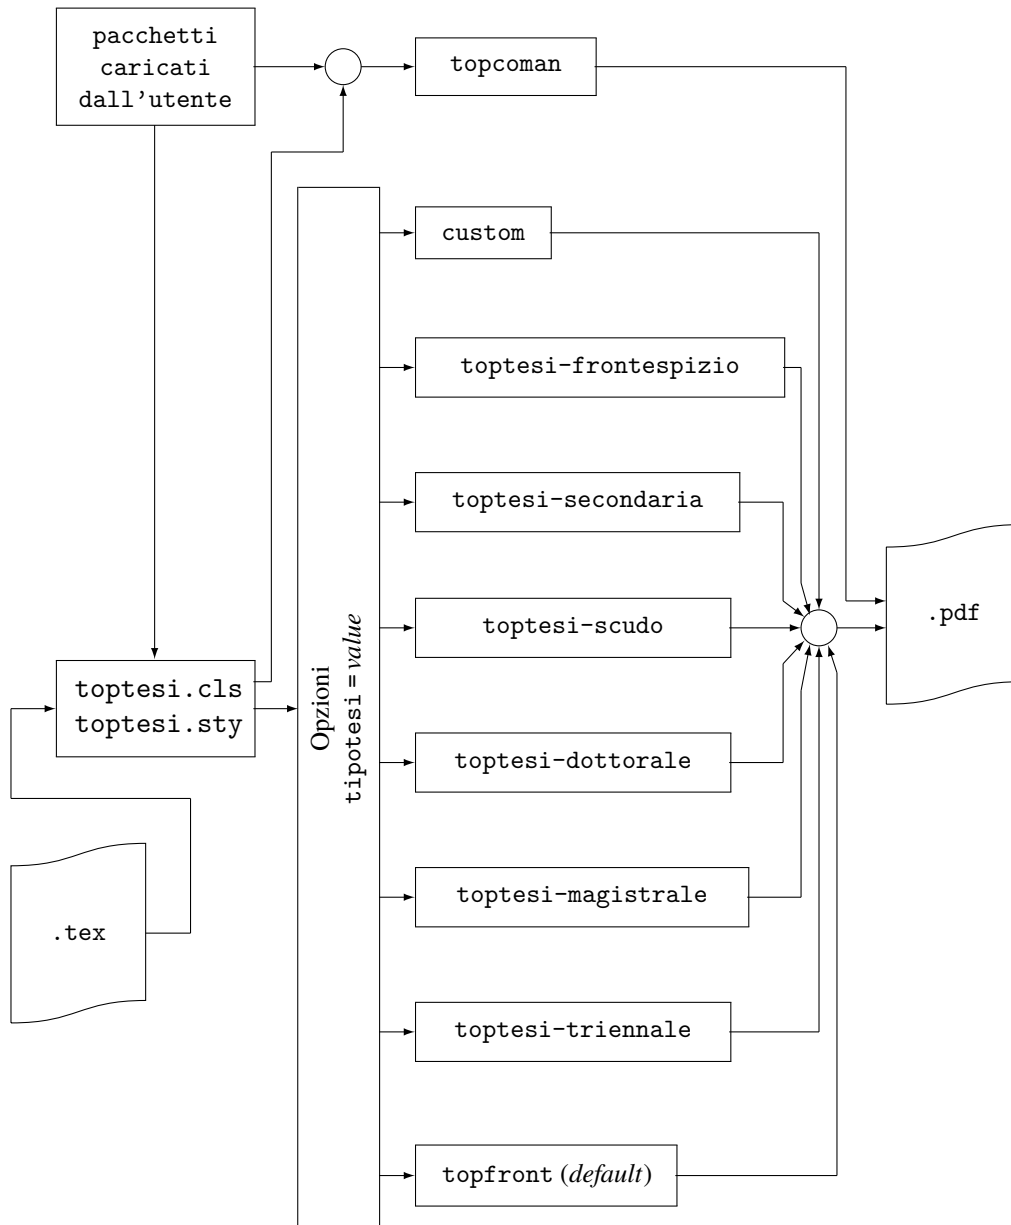 pacchetti
caricati
dall'utente
topcoman
custom
toptesi-frontespizio
toptesi-secondaria
toptesi-scudo
.pdf
toptesi.cls
toptesi.sty
Opzioni
tipotesi = value
toptesi-dottorale
toptesi-magistrale
.tex
toptesi-triennale
topfront (default)